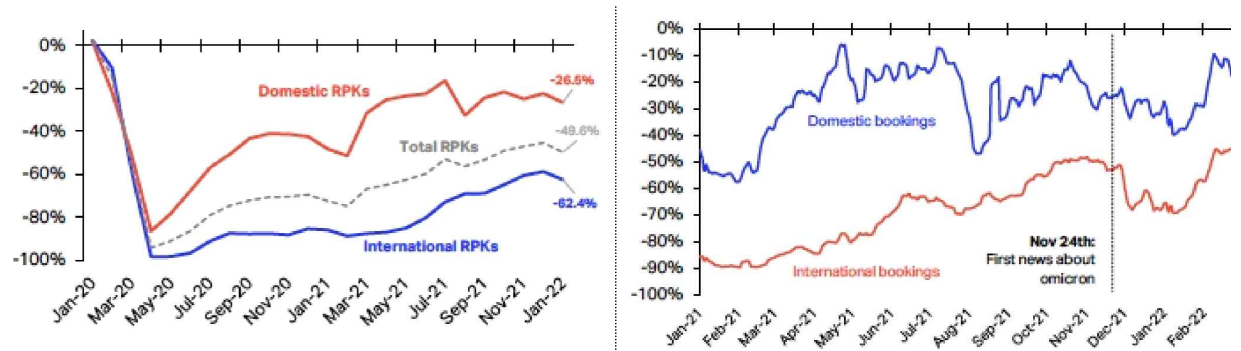 0%
-20%
-40%
-60%
-80%
-100%
Domestic RPKs
-26.5%
Total RPKs
-49.6%
-62.4%
International RPKs
Jan-20
Mar-20
May-20
Jul-20
Sep-20
Nov-20
Jan-21
Mar-21
May-21
Jul-21
Sep-21
Nov-21
Jan-22
0%
-10%
-20%
-30%
-40%
-50%
-60%
-70%
-80%
-90%
-100%
Domestic bookings
International bookings
Nov 24th:
First news about
omicron
Jan-21
Feb-21
Mar-21
Apr-21
May-21
Jun-21
Jul-21
Aug-21
Sep-21
Oct-21
Nov-21
Dec-21
Jan-22
Feb-22